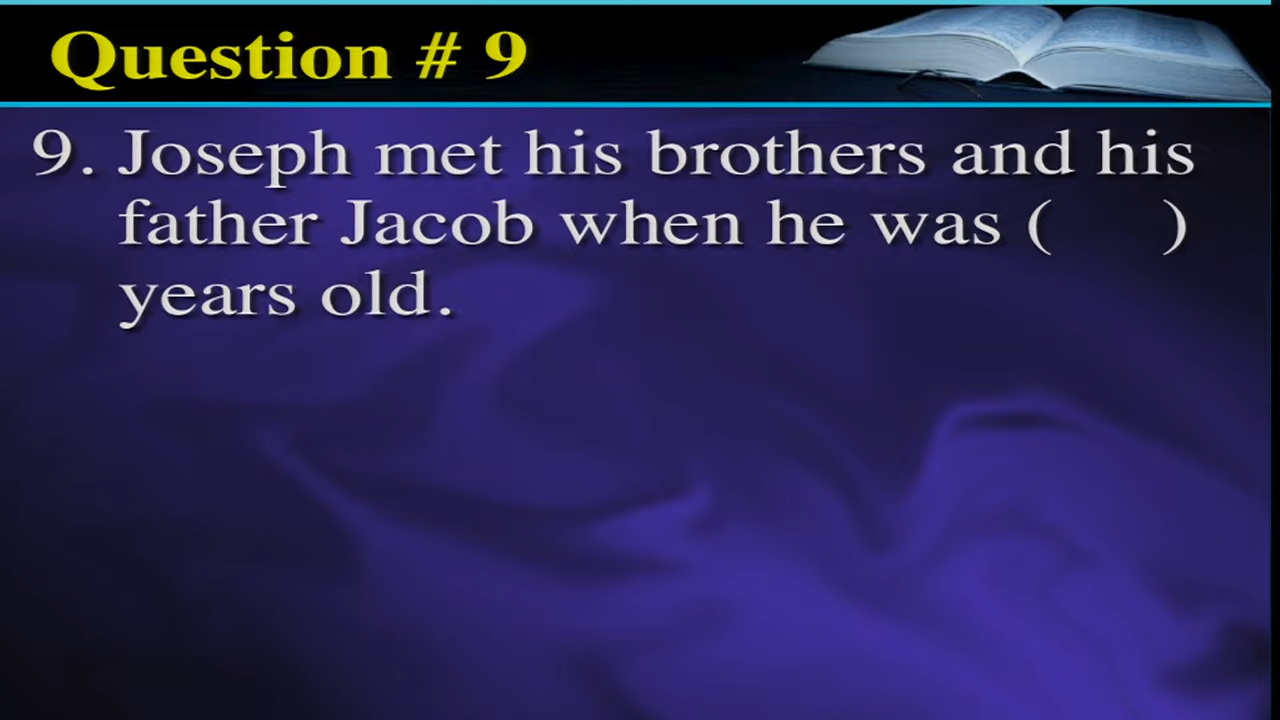 Question # 9
9. Joseph met his brothers and his
father Jacob when he was (     )
years old.